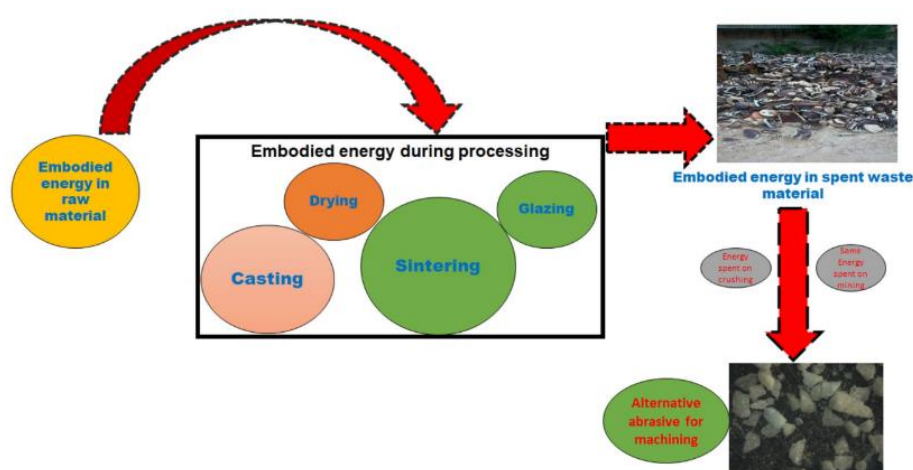 Embodied
energy in
raw
material
Embodied energy during processing
Drying
Glazing
Casting
Sintering
Embodied energy in spent waste
material
Energy
spent on
crushing
Same
Energy
spent on
mining
Alternative
abrasive for
machining